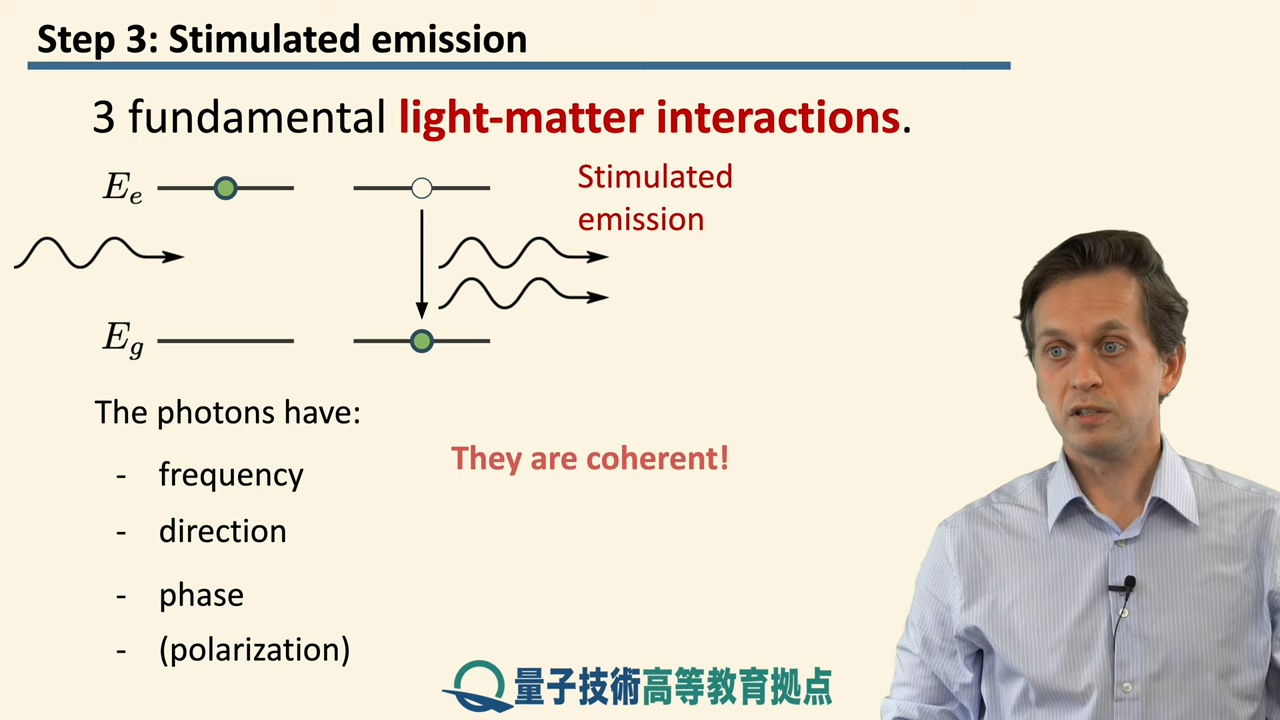 Step 3: Stimulated emission
3 fundamental light-matter interactions.
E_e
Stimulated
emission
E_g
The photons have:
They are coherent!
- frequency
- direction
- phase
- (polarization)
量子技術高等教育拠点